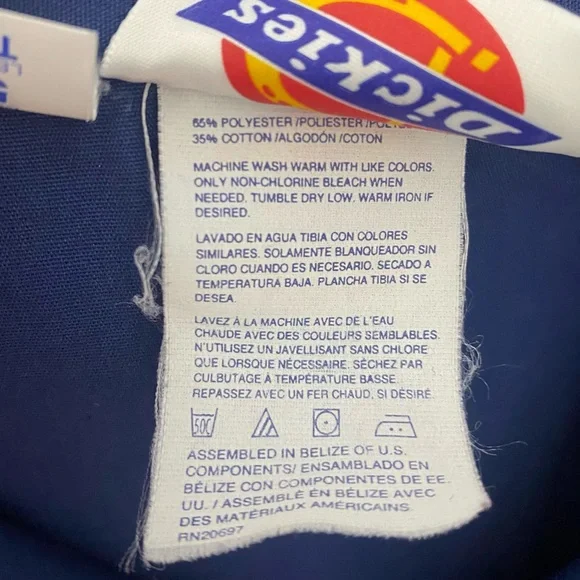 Dickies
65% POLYESTER /POLIESTER /
35% COTTON /ALGODÓN /COTON
MACHINE WASH WARM WITH LIKE COLORS.
ONLY NON-CHLORINE BLEACH WHEN
NEEDED. TUMBLE DRY LOW. WARM IRON IF
DESIRED.
LAVADO EN AGUA TIBIA CON COLORES
SIMILARES. SOLAMENTE BLANQUEADOR SIN
CLORO CUANDO ES NECESARIO. SECADO A
TEMPERATURA BAJA. PLANCHA TIBIA SI SE
DESEA.
LAVEZ À LA MACHINE AVEC DE L'EAU
CHAUDE AVEC DES COULEURS SEMBLABLES.
N'UTILISEZ UN JAVELLISANT SANS CHLORE
QUE LORSQUE NÉCESSAIRE. SÉCHEZ PAR
CULBUTAGE À TEMPÉRATURE BASSE.
REPASSEZ AVEC UN FER CHAUD, SI DÉSIRÉ.
50C
ASSEMBLED IN BELIZE OF U.S.
COMPONENTS/ ENSAMBLADO EN
BÉLIZE CON COMPONENTES DE EE.
UU. / ASSEMBLÉ EN BÉLIZE AVEC
DES MATÉRIAUX AMÉRICAINS.
RN20697